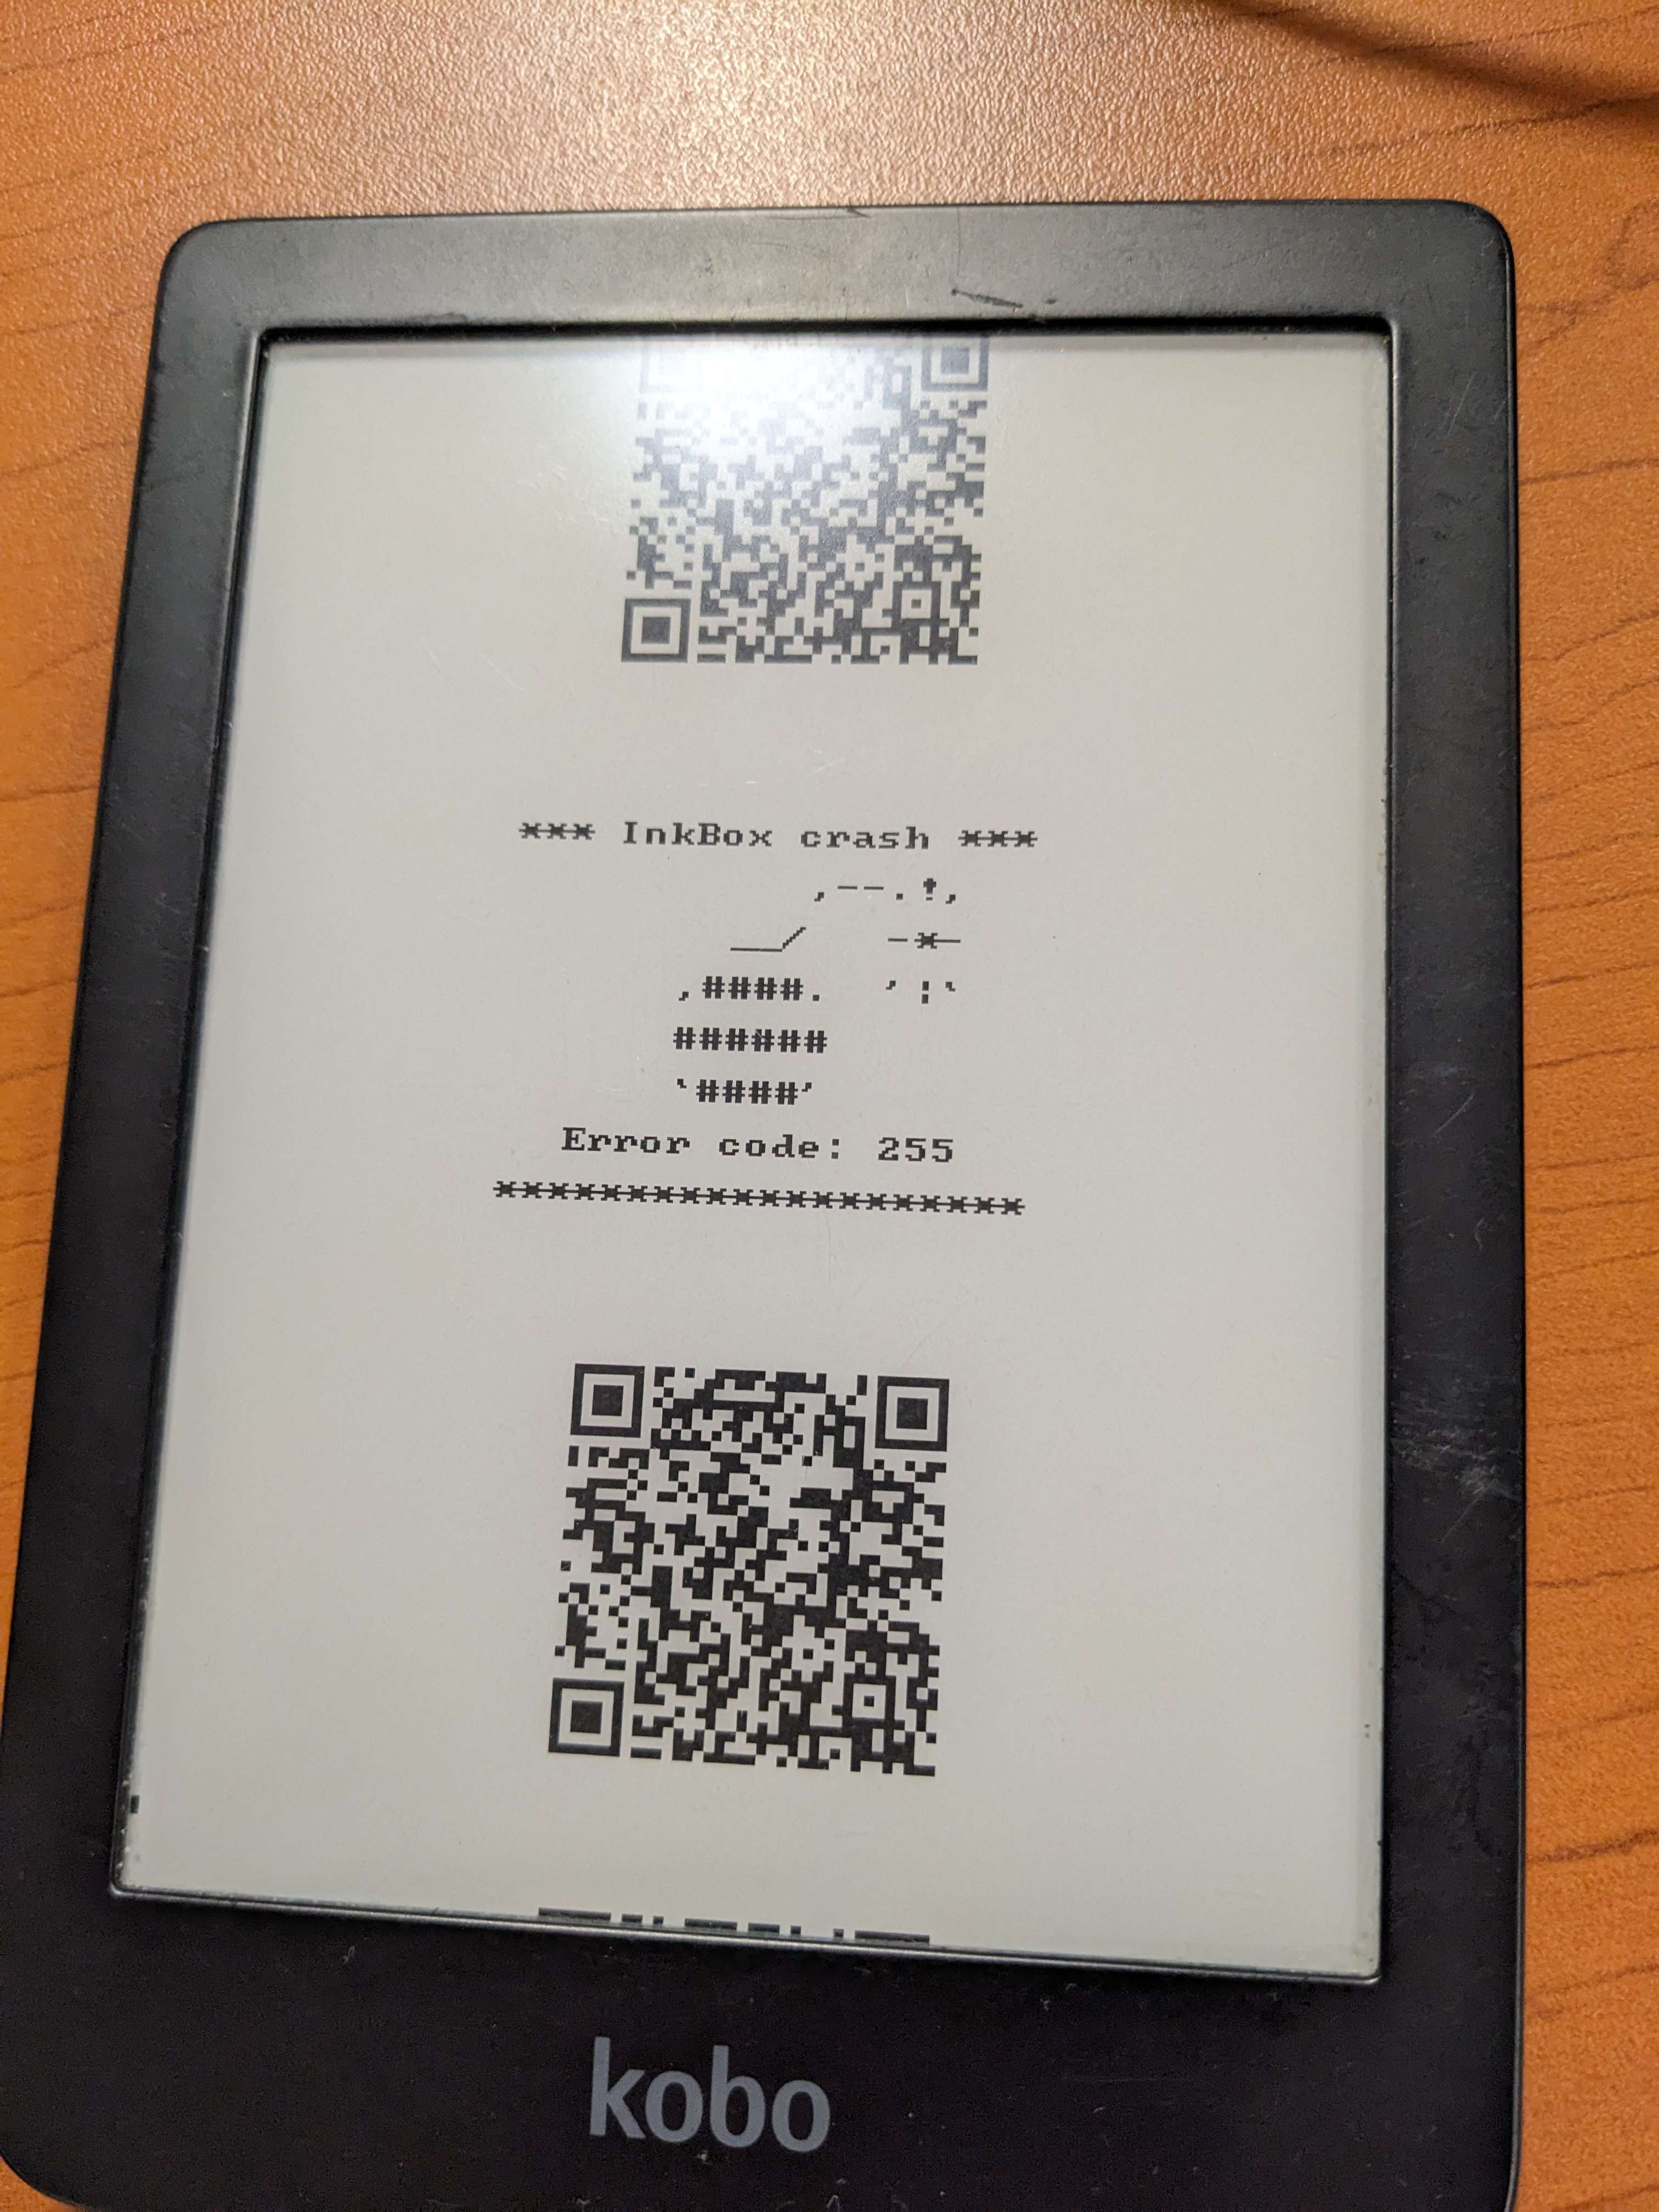 *** InkBox crash ***
,--.!,
__/   -*-
,####.   '|`
######
`####'
Error code: 255
********************
kobo